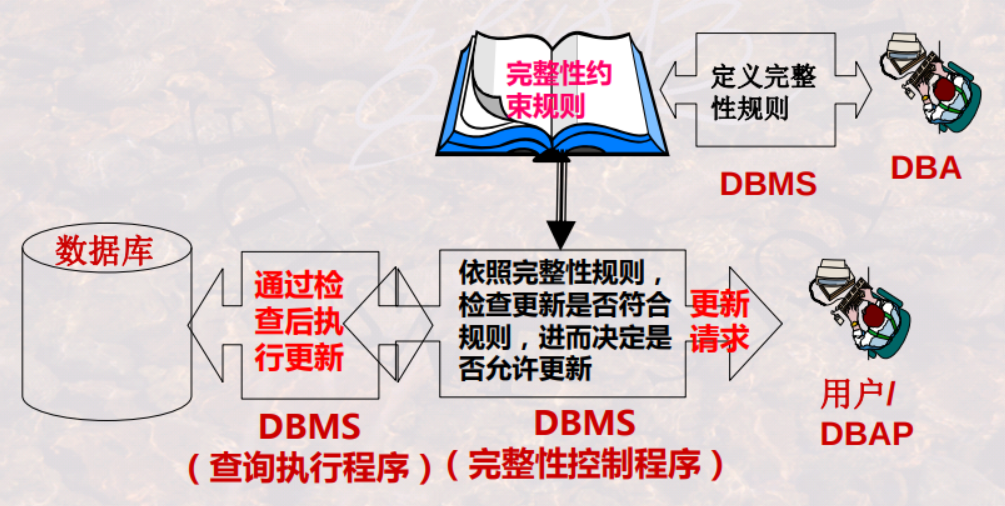 完整性约
束规则
定义完整
性规则
DBMS
DBA
数据库
通过检
查后执
行更新
依照完整性规则，
检查更新是否符合
规则，进而决定是
否允许更新
更新
请求
DBMS
（查询执行程序）
DBMS
（完整性控制程序）
用户/
DBAP